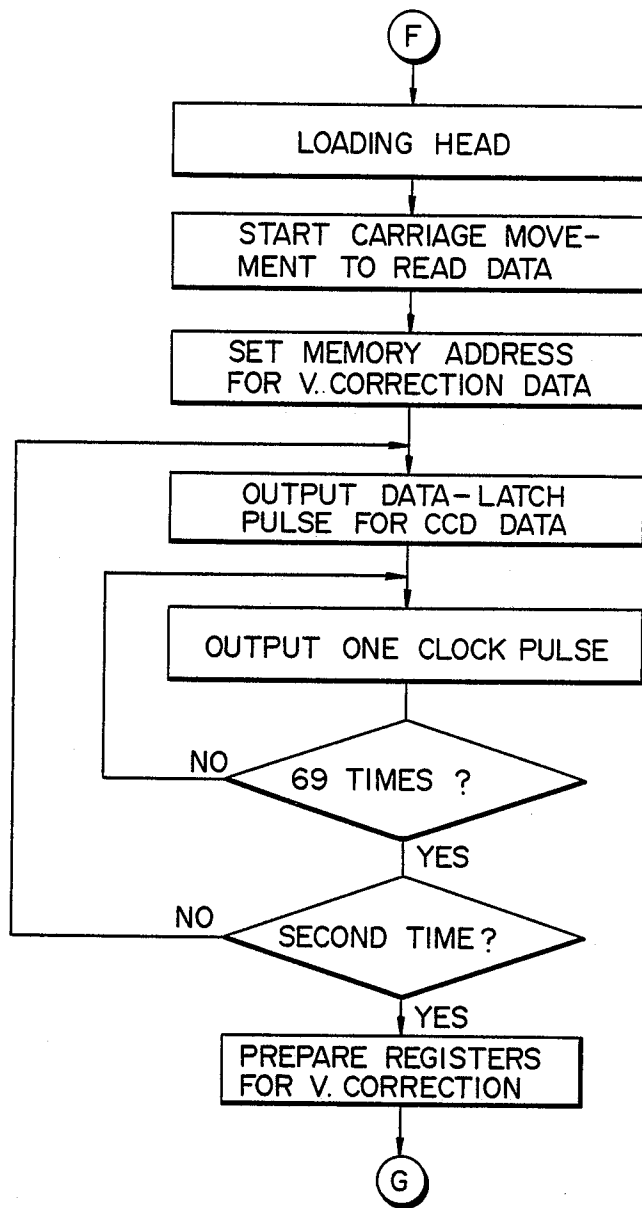 F
LOADING HEAD
START CARRIAGE MOVE-
MENT TO READ DATA
SET MEMORY ADDRESS
FOR V. CORRECTION DATA
OUTPUT DATA-LATCH
PULSE FOR CCD DATA
OUTPUT ONE CLOCK PULSE
NO
69 TIMES ?
YES
NO
SECOND TIME?
YES
PREPARE REGISTERS
FOR V. CORRECTION
G